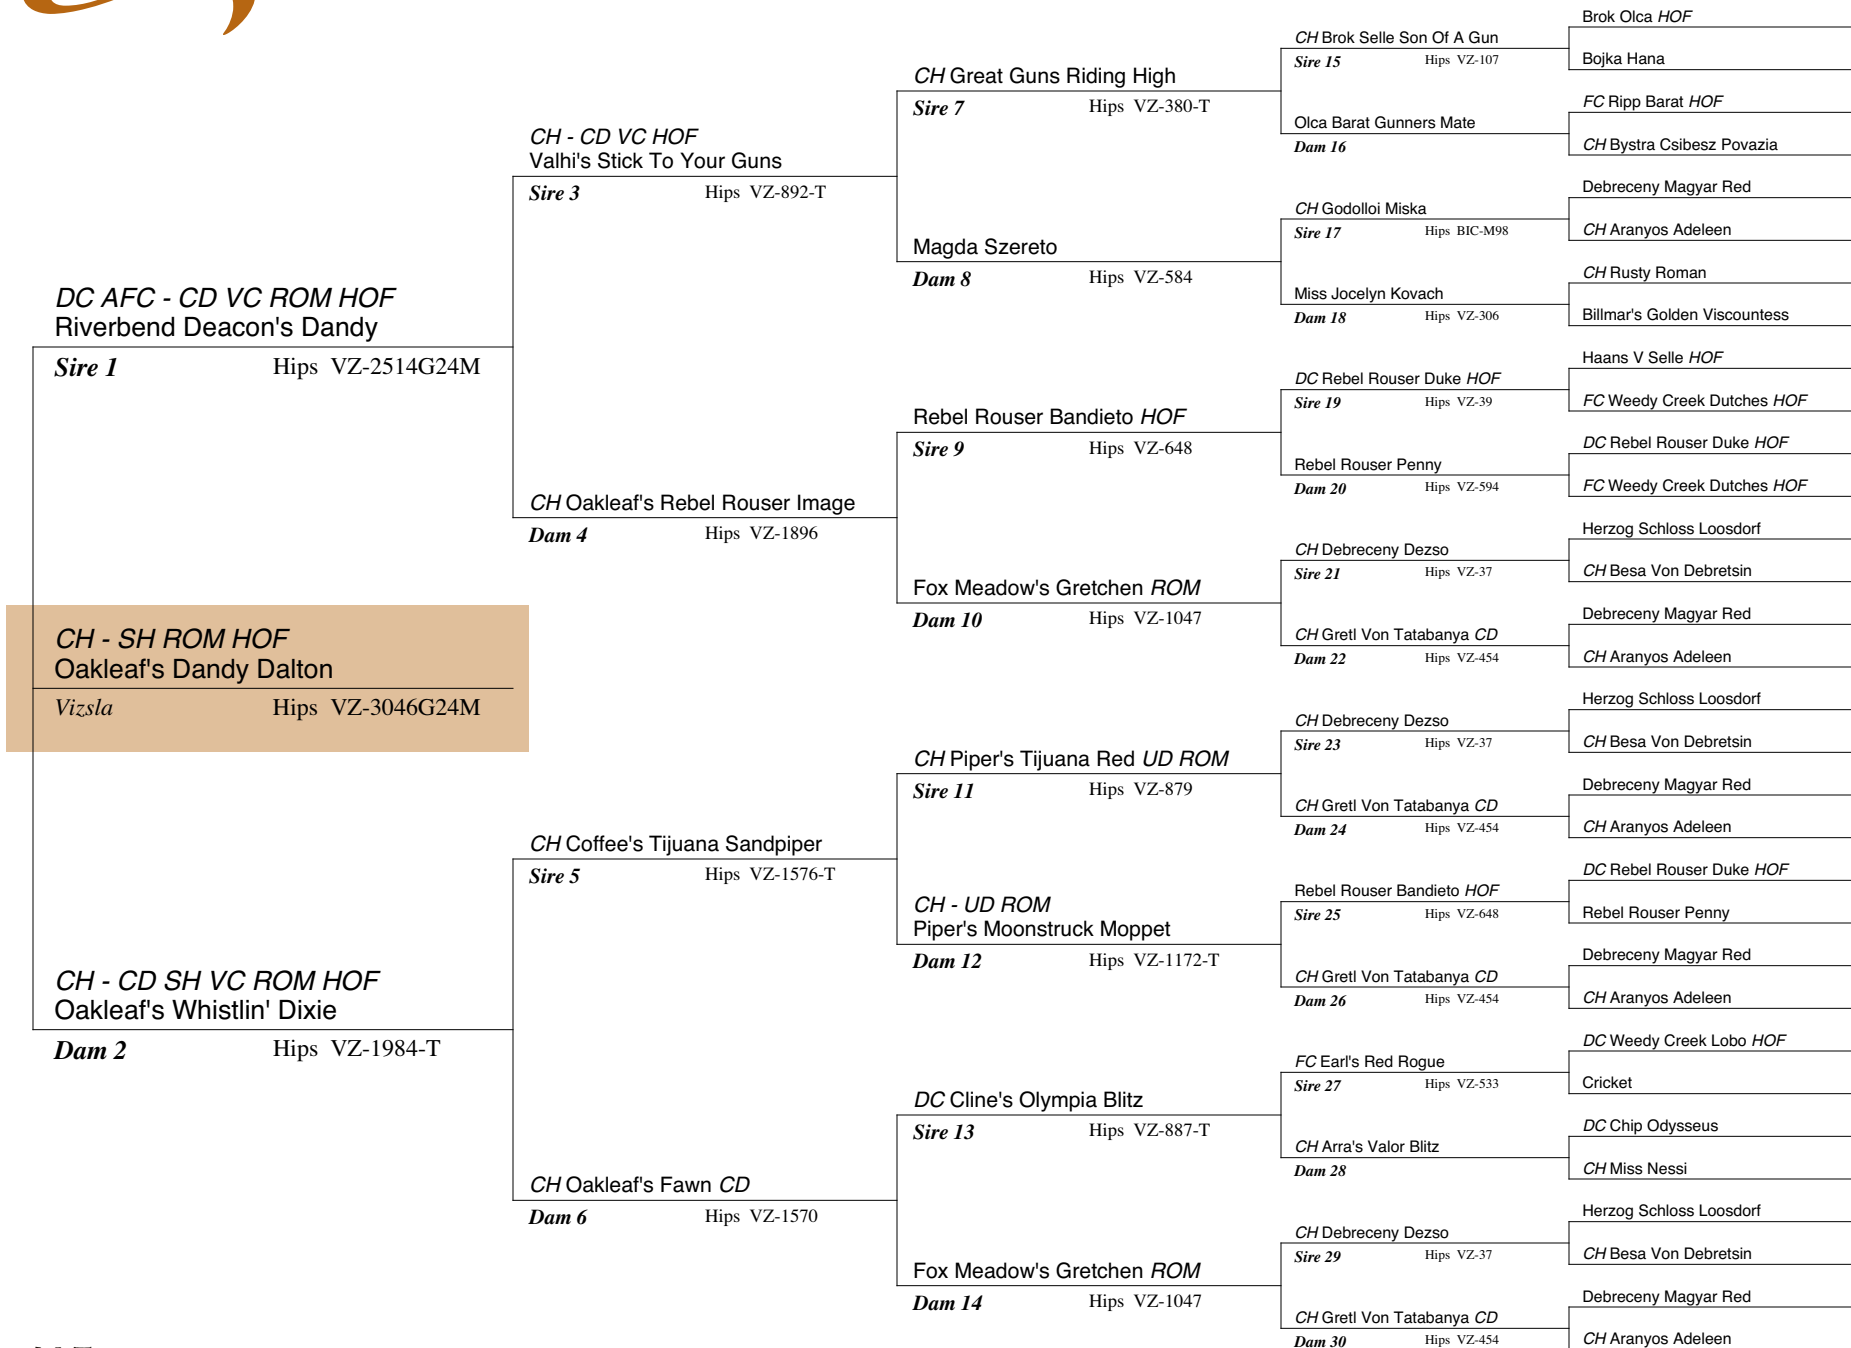 DC AFC - CD VC ROM HOF
Riverbend Deacon's Dandy
Sire 1 Hips VZ-2514G24M
CH - SH ROM HOF
Oakleaf's Dandy Dalton
Vizsla Hips VZ-3046G24M
CH - CD SH VC ROM HOF
Oakleaf's Whistlin' Dixie
Dam 2 Hips VZ-1984-T
CH - CD VC HOF
Valhi's Stick To Your Guns
Sire 3 Hips VZ-892-T
CH Oakleaf's Rebel Rouser Image
Dam 4 Hips VZ-1896
CH Coffee's Tijuana Sandpiper
Sire 5 Hips VZ-1576-T
CH Oakleaf's Fawn CD
Dam 6 Hips VZ-1570
CH Great Guns Riding High
Sire 7 Hips VZ-380-T
Magda Szereto
Dam 8 Hips VZ-584
Rebel Rouser Bandieto HOF
Sire 9 Hips VZ-648
Fox Meadow's Gretchen ROM
Dam 10 Hips VZ-1047
CH Piper's Tijuana Red UD ROM
Sire 11 Hips VZ-879
CH - UD ROM
Piper's Moonstruck Moppet
Dam 12 Hips VZ-1172-T
DC Cline's Olympia Blitz
Sire 13 Hips VZ-887-T
Fox Meadow's Gretchen ROM
Dam 14 Hips VZ-1047
CH Brok Selle Son Of A Gun
Sire 15 Hips VZ-107
Olca Barat Gunners Mate
Dam 16
CH Godolloi Miska
Sire 17 Hips BIC-M98
Miss Jocelyn Kovach
Dam 18 Hips VZ-306
DC Rebel Rouser Duke HOF
Sire 19 Hips VZ-39
Rebel Rouser Penny
Dam 20 Hips VZ-594
CH Debreceny Dezso
Sire 21 Hips VZ-37
CH Gretl Von Tatabanya CD
Dam 22 Hips VZ-454
CH Debreceny Dezso
Sire 23 Hips VZ-37
CH Gretl Von Tatabanya CD
Dam 24 Hips VZ-454
Rebel Rouser Bandieto HOF
Sire 25 Hips VZ-648
CH Gretl Von Tatabanya CD
Dam 26 Hips VZ-454
FC Earl's Red Rogue
Sire 27 Hips VZ-533
CH Arra's Valor Blitz
Dam 28
CH Debreceny Dezso
Sire 29 Hips VZ-37
CH Gretl Von Tatabanya CD
Dam 30 Hips VZ-454
Brok Olca HOF
Bojka Hana
FC Ripp Barat HOF
CH Bystra Csibesz Povazia
Debreceny Magyar Red
CH Aranyos Adeleen
CH Rusty Roman
Billmar's Golden Viscountess
Haans V Selle HOF
FC Weedy Creek Dutches HOF
DC Rebel Rouser Duke HOF
FC Weedy Creek Dutches HOF
Herzog Schloss Loosdorf
CH Besa Von Debretsin
Debreceny Magyar Red
CH Aranyos Adeleen
Herzog Schloss Loosdorf
CH Besa Von Debretsin
Debreceny Magyar Red
CH Aranyos Adeleen
DC Rebel Rouser Duke HOF
Rebel Rouser Penny
Debreceny Magyar Red
CH Aranyos Adeleen
DC Weedy Creek Lobo HOF
Cricket
DC Chip Odysseus
CH Miss Nessi
Herzog Schloss Loosdorf
CH Besa Von Debretsin
Debreceny Magyar Red
CH Aranyos Adeleen